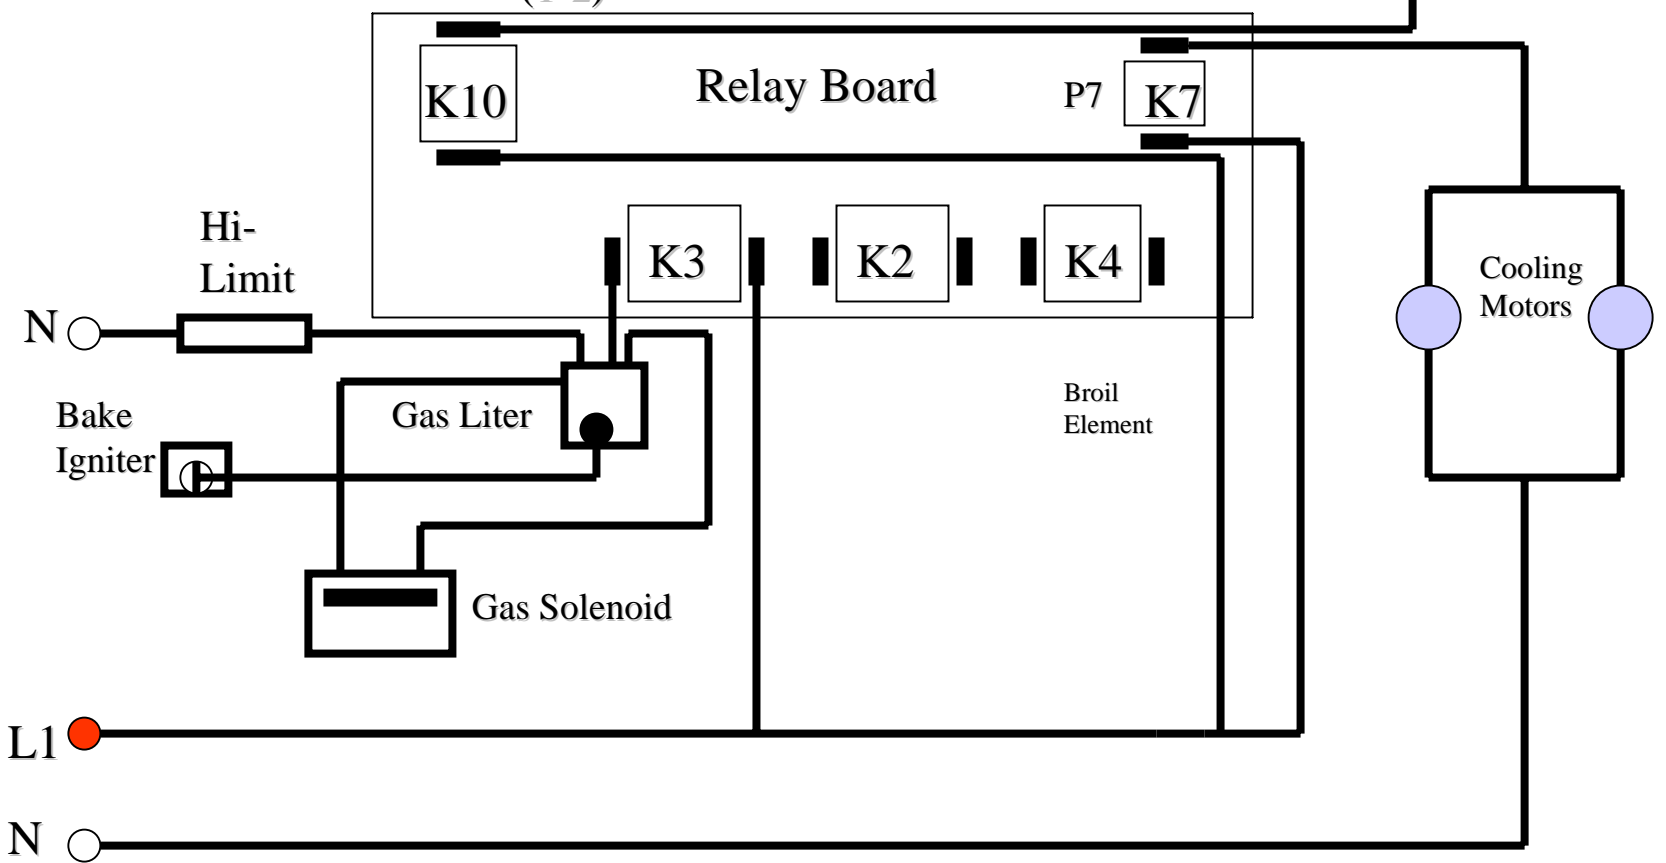 Relay Board
K10
P7
K7
Hi-
Limit
K3
K2
K4
Cooling
Motors
N
Broil
Element
Bake
Igniter
Gas Liter
Gas Solenoid
L1
N